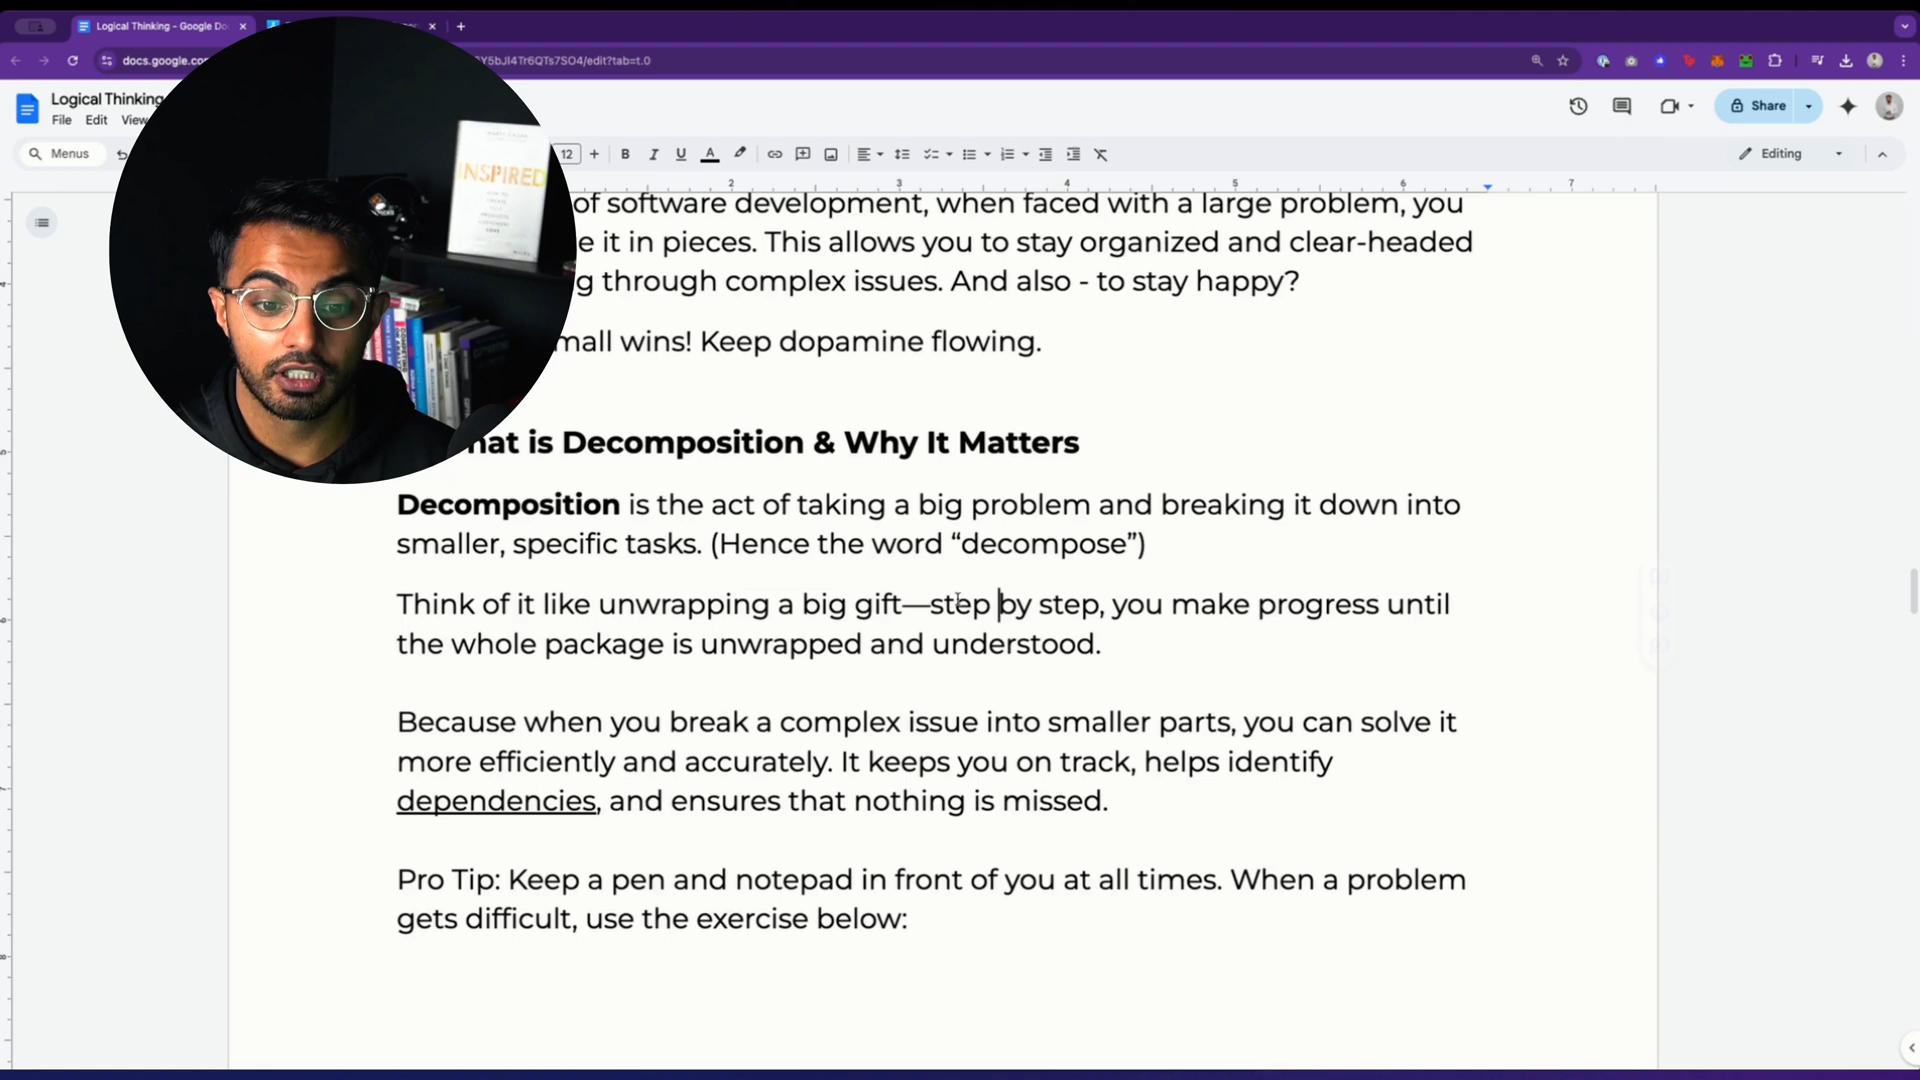 Logical Thinking - Google Do
docs.google.com
Y5bJI4Tr6QTs7SO4/edit?tab=t.0
Logical Thinking
File Edit View
Share
Menus
12
Editing
2 3 4 5 6 7
INSPIRED
of software development, when faced with a large problem, you
e it in pieces. This allows you to stay organized and clear-headed
g through complex issues. And also - to stay happy?
mall wins! Keep dopamine flowing.
hat is Decomposition & Why It Matters
Decomposition is the act of taking a big problem and breaking it down into
smaller, specific tasks. (Hence the word “decompose”)
Think of it like unwrapping a big gift—step by step, you make progress until
the whole package is unwrapped and understood.
Because when you break a complex issue into smaller parts, you can solve it
more efficiently and accurately. It keeps you on track, helps identify
dependencies, and ensures that nothing is missed.
Pro Tip: Keep a pen and notepad in front of you at all times. When a problem
gets difficult, use the exercise below: